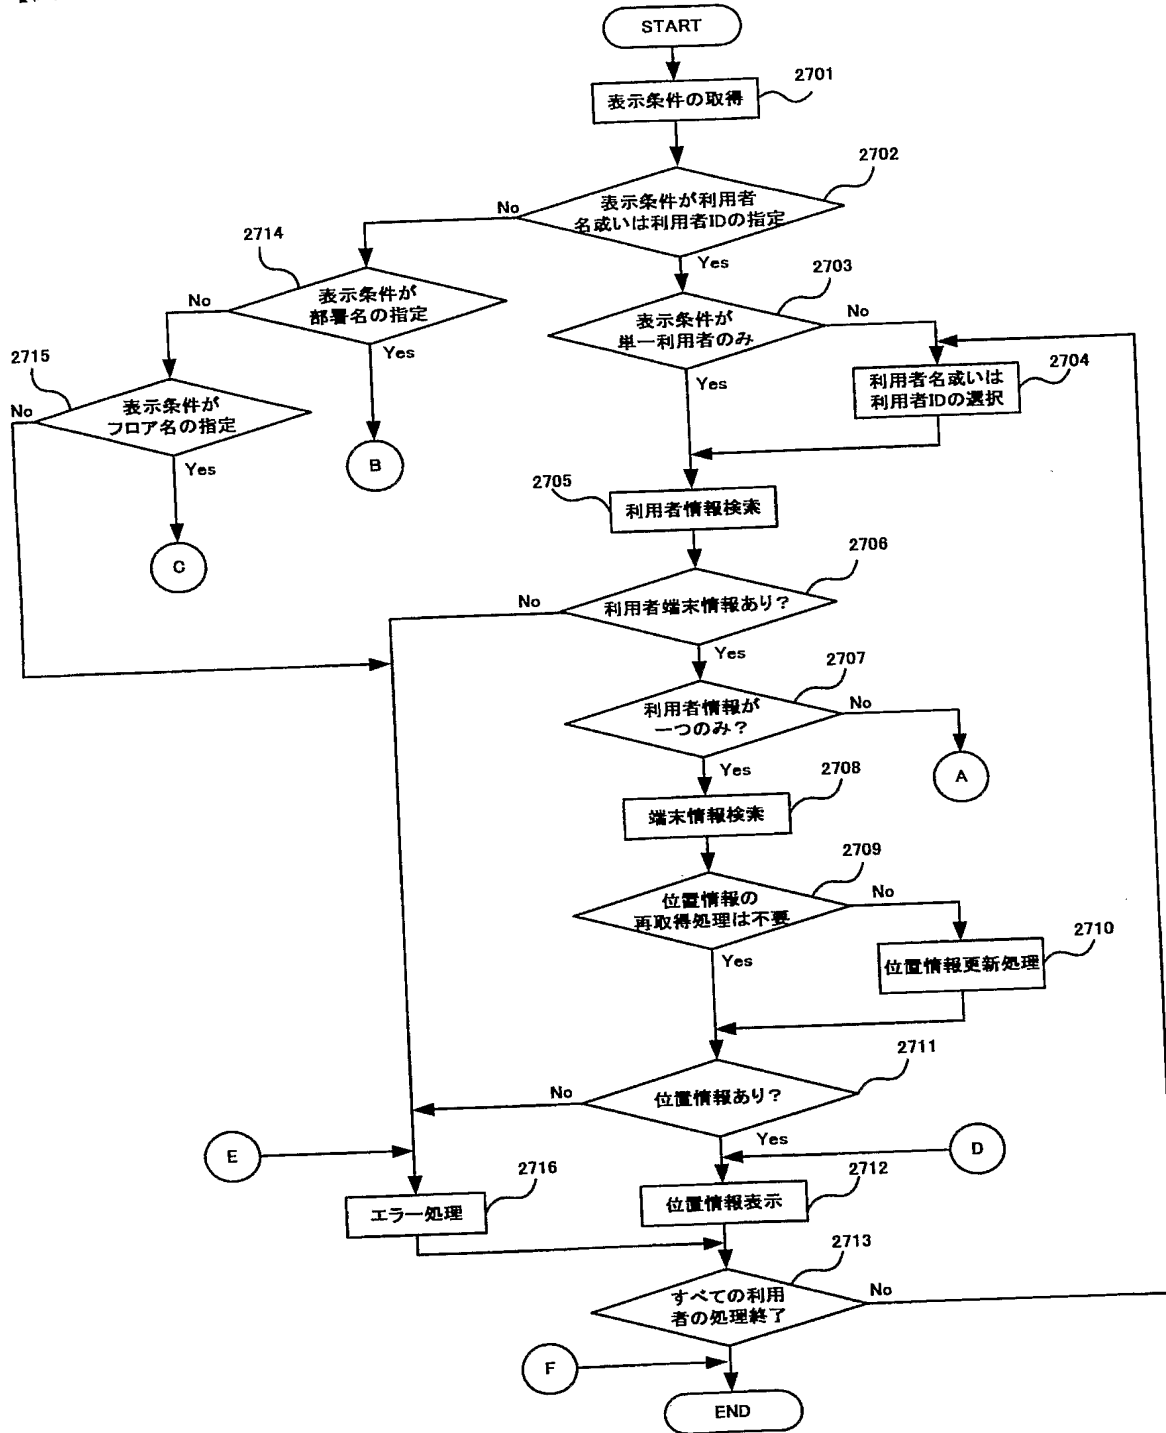 START
2701
表示条件の取得
2702
表示条件が利用者
名或いは利用者IDの指定
No
Yes
2714
表示条件が
部署名の指定
No
Yes
2703
表示条件が
単一利用者のみ
No
Yes
2715
表示条件が
フロア名の指定
No
Yes
2704
利用者名或いは
利用者IDの選択
B
C
2705
利用者情報検索
2706
利用者端末情報あり?
No
Yes
2707
利用者情報が
一つのみ?
No
Yes
A
2708
端末情報検索
2709
位置情報の
再取得処理は不要
No
Yes
2710
位置情報更新処理
2711
位置情報あり?
No
Yes
E
D
2716
エラー処理
2712
位置情報表示
2713
すべての利用
者の処理終了
No
F
END